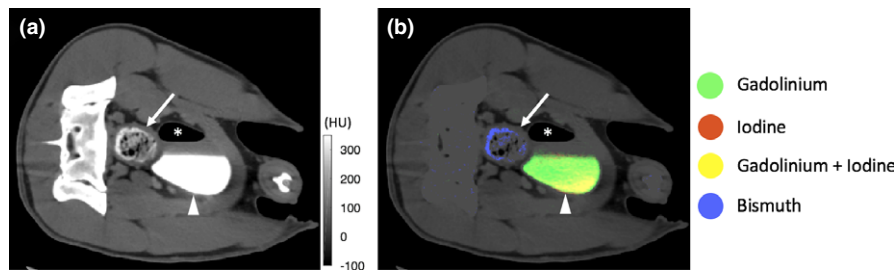 (a)
(HU)
300
200
100
0
-100
*
(b)
*
Gadolinium
Iodine
Gadolinium + Iodine
Bismuth